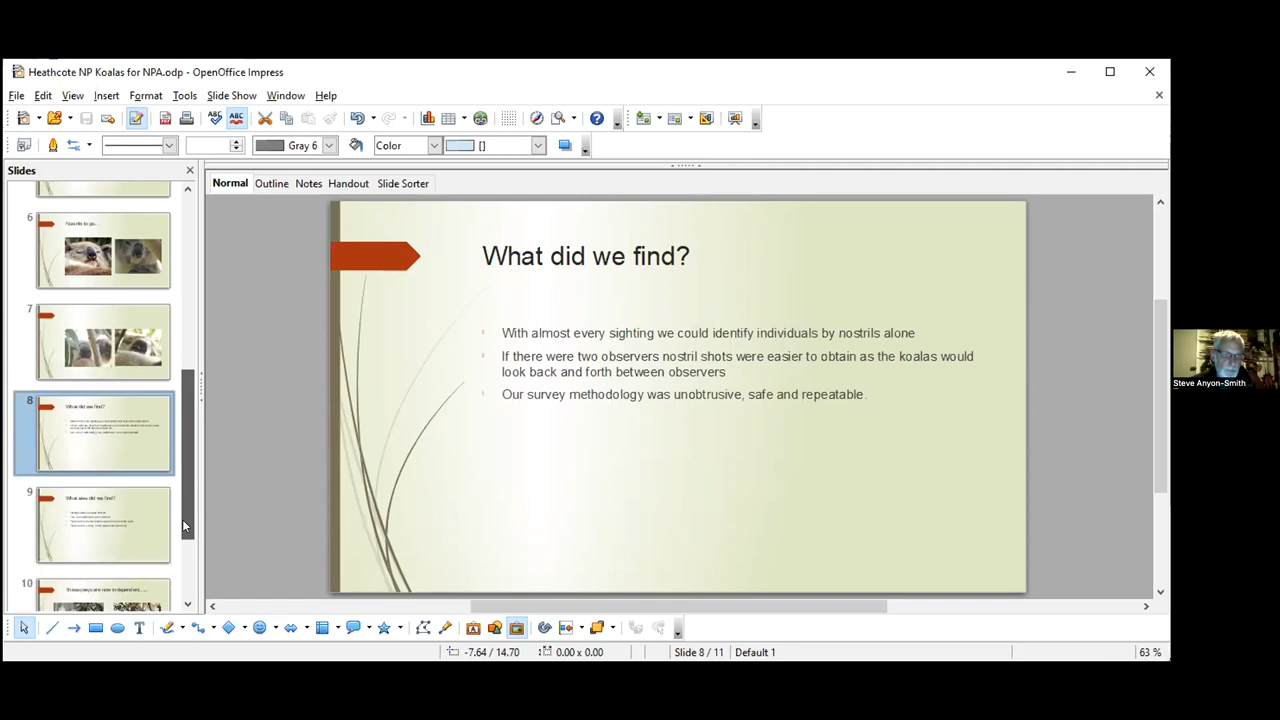 Heathcote NP Koalas for NPA.odp - OpenOffice Impress
File Edit View Insert Format Tools Slide Show Window Help
Gray 6 Color []
Slides
Normal Outline Notes Handout Slide Sorter
6
7
8
What did we find?
9
What also did we find?
10
What did we find?
With almost every sighting we could identify individuals by nostrils alone
If there were two observers nostril shots were easier to obtain as the koalas would
look back and forth between observers
Our survey methodology was unobtrusive, safe and repeatable.
Steve Anyon-Smith
-7.64 / 14.70 0.00 x 0.00 Slide 8 / 11 Default 1 63 %